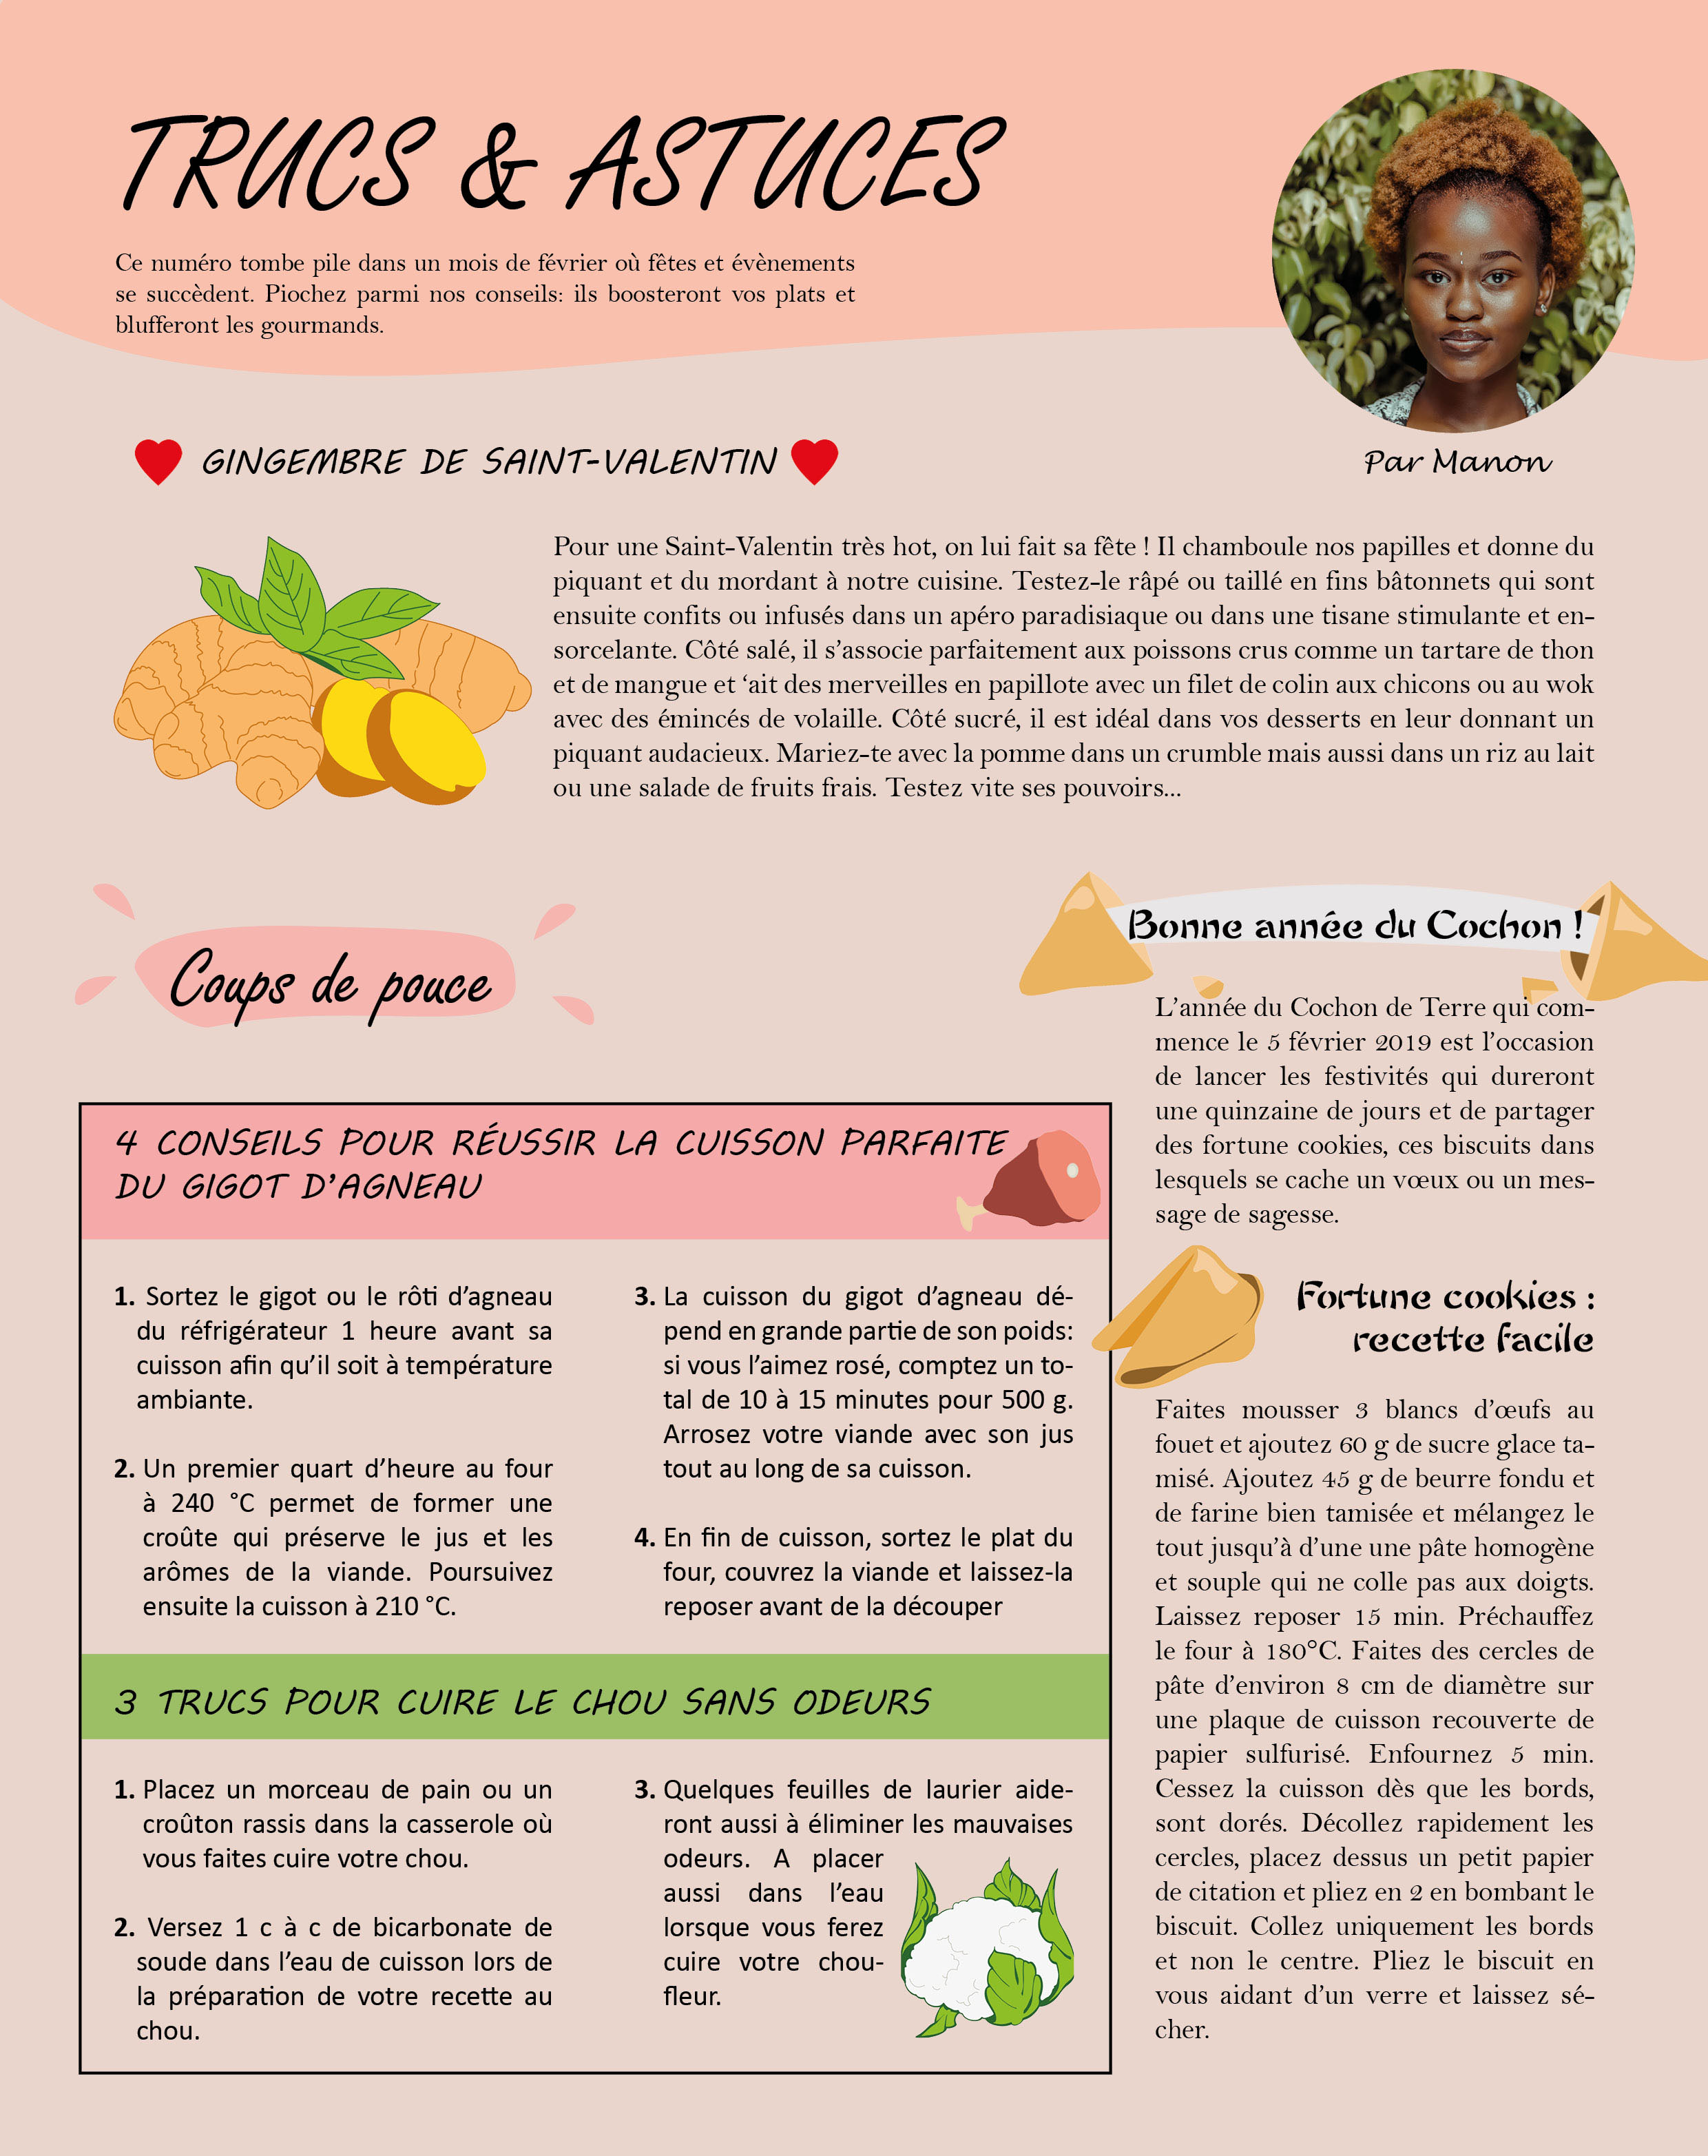 TRUCS & ASTUCES
Ce numéro tombe pile dans un mois de février où fêtes et évènements
se succèdent. Piochez parmi nos conseils: ils boosteront vos plats et
blufferont les gourmands.
Par Manon
GINGEMBRE DE SAINT-VALENTIN
Pour une Saint-Valentin très hot, on lui fait sa fête ! Il chamboule nos papilles et donne du
piquant et du mordant à notre cuisine. Testez-le râpé ou taillé en fins bâtonnets qui sont
ensuite confits ou infusés dans un apéro paradisiaque ou dans une tisane stimulante et en-
sorcelante. Côté salé, il s’associe parfaitement aux poissons crus comme un tartare de thon
et de mangue et ‘ait des merveilles en papillote avec un filet de colin aux chicons ou au wok
avec des émincés de volaille. Côté sucré, il est idéal dans vos desserts en leur donnant un
piquant audacieux. Mariez-te avec la pomme dans un crumble mais aussi dans un riz au lait
ou une salade de fruits frais. Testez vite ses pouvoirs...
Coups de pouce
4 CONSEILS POUR RÉUSSIR LA CUISSON PARFAITE
DU GIGOT D’AGNEAU
1. Sortez le gigot ou le rôti d’agneau
du réfrigérateur 1 heure avant sa
cuisson afin qu’il soit à température
ambiante.
2. Un premier quart d’heure au four
à 240 °C permet de former une
croûte qui préserve le jus et les
arômes de la viande. Poursuivez
ensuite la cuisson à 210 °C.
3. La cuisson du gigot d’agneau dé-
pend en grande partie de son poids:
si vous l’aimez rosé, comptez un to-
tal de 10 à 15 minutes pour 500 g.
Arrosez votre viande avec son jus
tout au long de sa cuisson.
4. En fin de cuisson, sortez le plat du
four, couvrez la viande et laissez-la
reposer avant de la découper
3 TRUCS POUR CUIRE LE CHOU SANS ODEURS
1. Placez un morceau de pain ou un
croûton rassis dans la casserole où
vous faites cuire votre chou.
2. Versez 1 c à c de bicarbonate de
soude dans l’eau de cuisson lors de
la préparation de votre recette au
chou.
3. Quelques feuilles de laurier aide-
ront aussi à éliminer les mauvaises
odeurs. A placer
aussi dans l’eau
lorsque vous ferez
cuire votre chou-
fleur.
Bonne année du Cochon !
L’année du Cochon de Terre qui com-
mence le 5 février 2019 est l’occasion
de lancer les festivités qui dureront
une quinzaine de jours et de partager
des fortune cookies, ces biscuits dans
lesquels se cache un vœux ou un mes-
sage de sagesse.
Fortune cookies :
recette facile
Faites mousser 3 blancs d’œufs au
fouet et ajoutez 60 g de sucre glace ta-
misé. Ajoutez 45 g de beurre fondu et
de farine bien tamisée et mélangez le
tout jusqu’à d’une une pâte homogène
et souple qui ne colle pas aux doigts.
Laissez reposer 15 min. Préchauffez
le four à 180°C. Faites des cercles de
pâte d’environ 8 cm de diamètre sur
une plaque de cuisson recouverte de
papier sulfurisé. Enfournez 5 min.
Cessez la cuisson dès que les bords,
sont dorés. Décollez rapidement les
cercles, placez dessus un petit papier
de citation et pliez en 2 en bombant le
biscuit. Collez uniquement les bords
et non le centre. Pliez le biscuit en
vous aidant d’un verre et laissez sé-
cher.